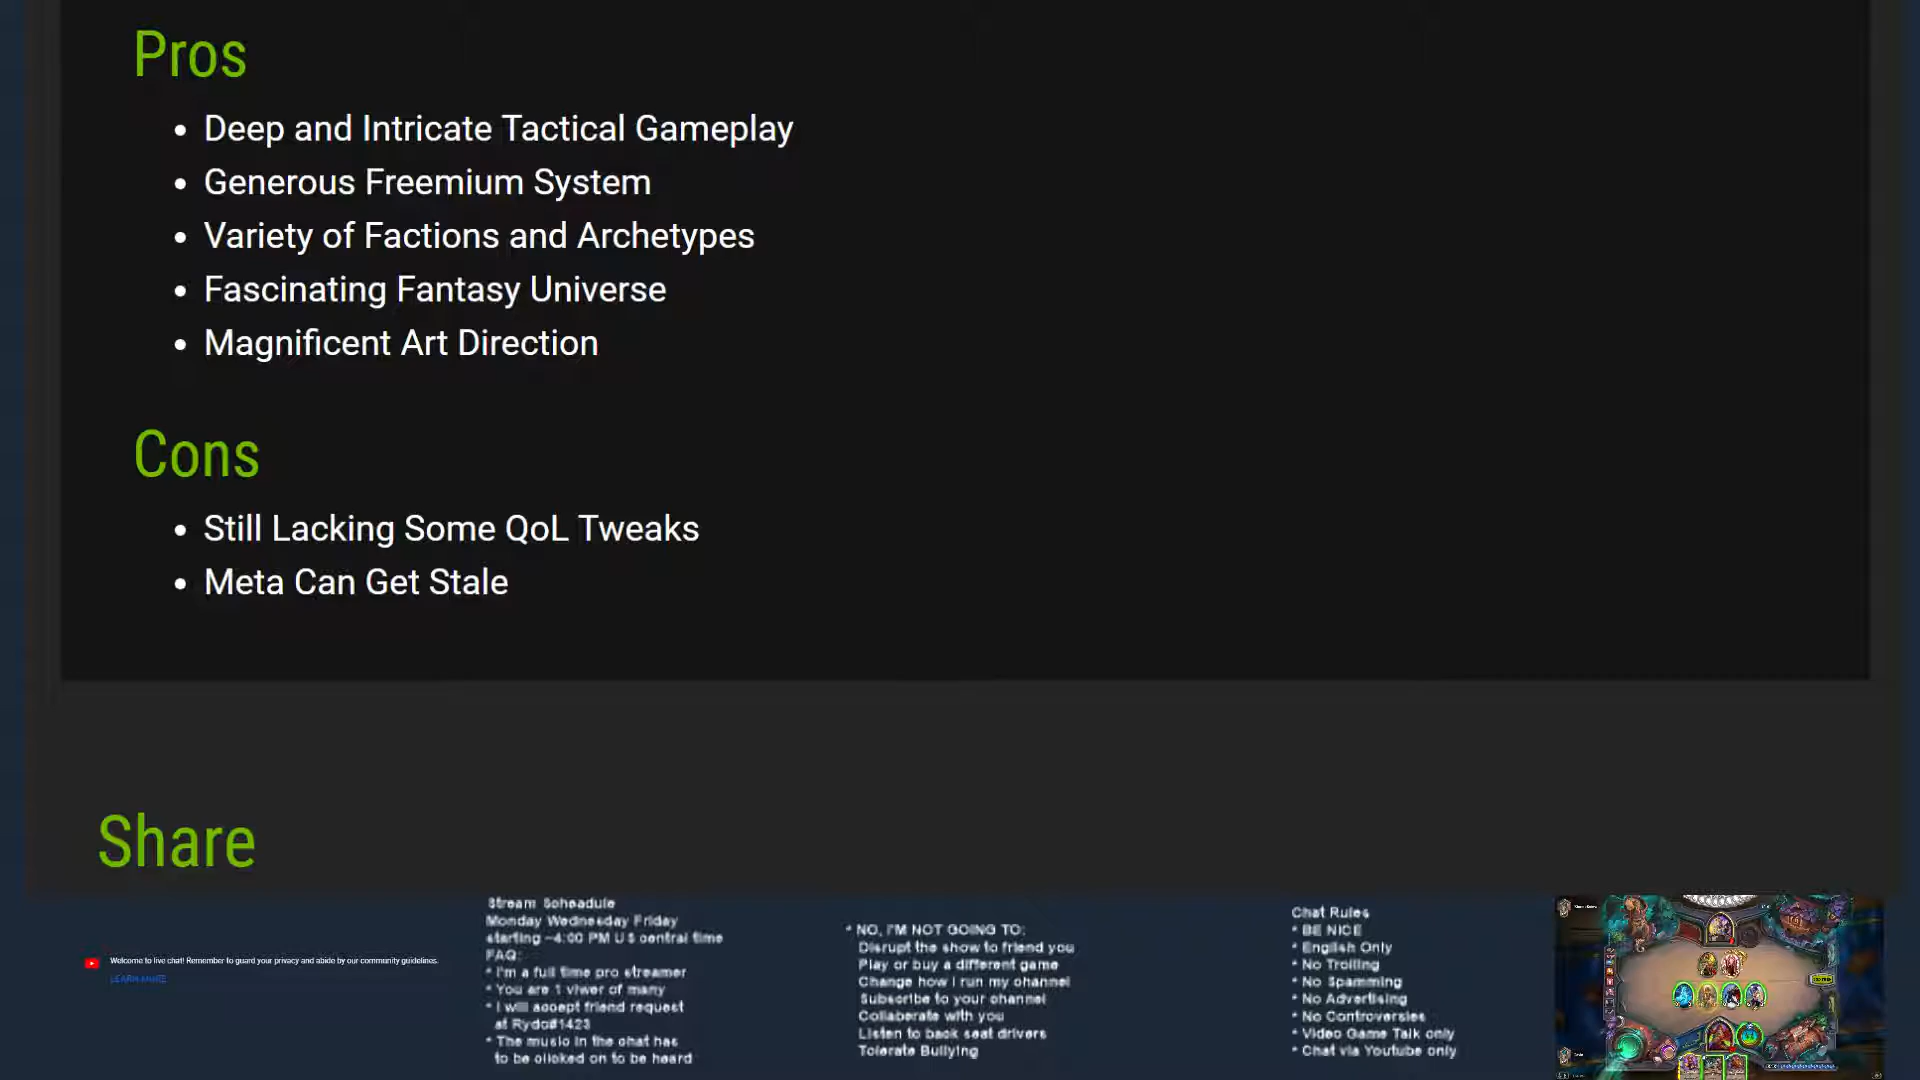 Pros
• Deep and Intricate Tactical Gameplay
• Generous Freemium System
• Variety of Factions and Archetypes
• Fascinating Fantasy Universe
• Magnificent Art Direction
Cons
• Still Lacking Some QoL Tweaks
• Meta Can Get Stale
Share
Welcome to live chat! Remember to guard your privacy and abide by our community guidelines.
LEARN MORE
Stream Scheadule
Monday Wednesday Friday
starting ~4:00 PM US central time
FAQ:
* I'm a full time pro streamer
* You are 1 viwer of many
* I will accept friend request
at Rydo#1423
* The music in the chat has
to be clicked on to be heard
* NO, I'M NOT GOING TO:
Disrupt the show to friend you
Play or buy a different game
Change how I run my channel
Subscribe to your channel
Collaberate with you
Listen to back seat drivers
Tolerate Bullying
Chat Rules
* BE NICE
* English Only
* No Trolling
* No Spamming
* No Advertising
* No Controversies
* Video Game Talk only
* Chat via Youtube only